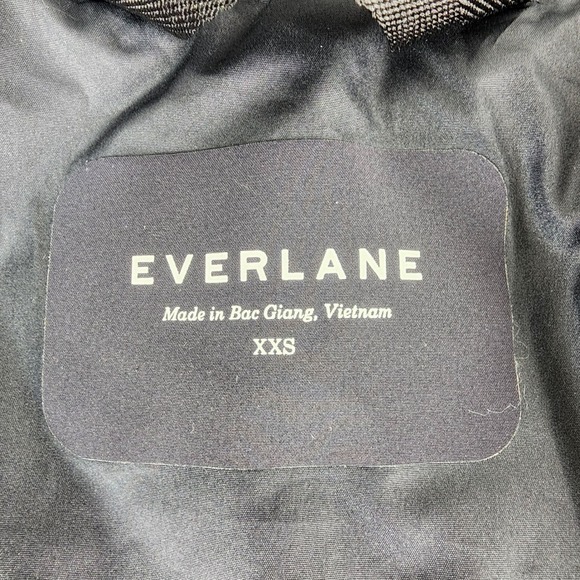 EVERLANE
Made in Bac Giang, Vietnam
XXS